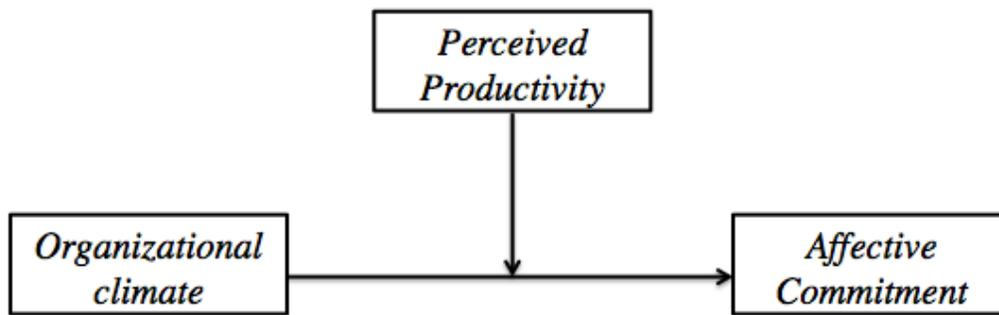 Perceived
Productivity
Organizational
climate
Affective
Commitment